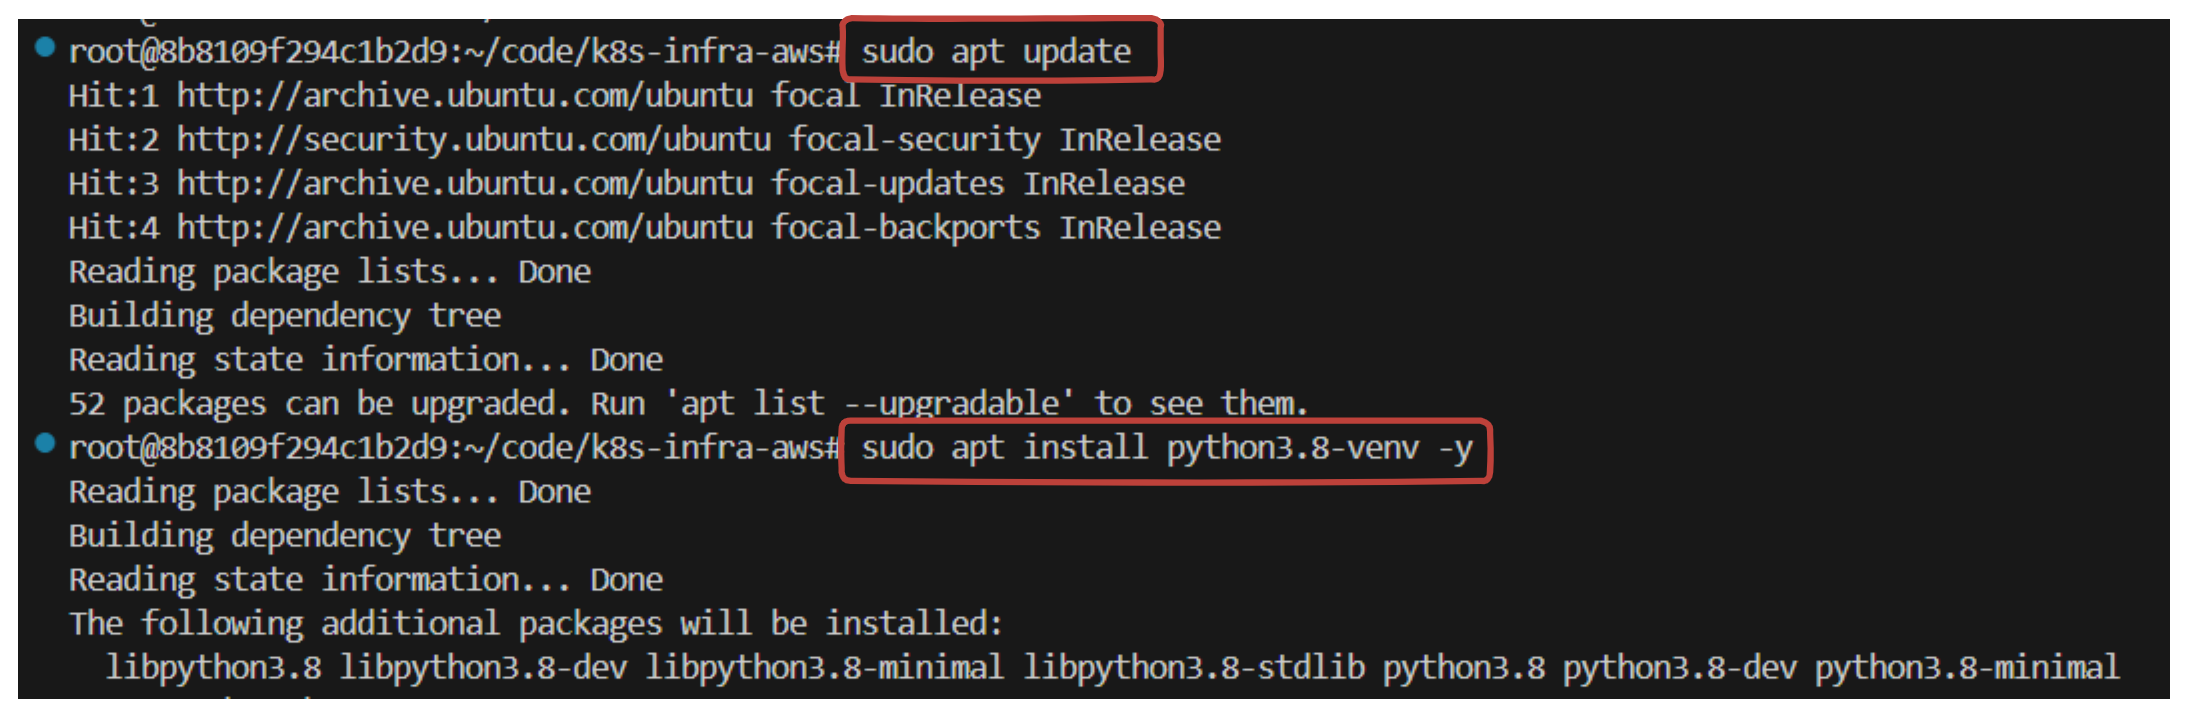 root@8b8109f294c1b2d9:~/code/k8s-infra-aws# sudo apt update
Hit:1 http://archive.ubuntu.com/ubuntu focal InRelease
Hit:2 http://security.ubuntu.com/ubuntu focal-security InRelease
Hit:3 http://archive.ubuntu.com/ubuntu focal-updates InRelease
Hit:4 http://archive.ubuntu.com/ubuntu focal-backports InRelease
Reading package lists... Done
Building dependency tree
Reading state information... Done
52 packages can be upgraded. Run 'apt list --upgradable' to see them.
root@8b8109f294c1b2d9:~/code/k8s-infra-aws# sudo apt install python3.8-venv -y
Reading package lists... Done
Building dependency tree
Reading state information... Done
The following additional packages will be installed:
  libpython3.8 libpython3.8-dev libpython3.8-minimal libpython3.8-stdlib python3.8 python3.8-dev python3.8-minimal